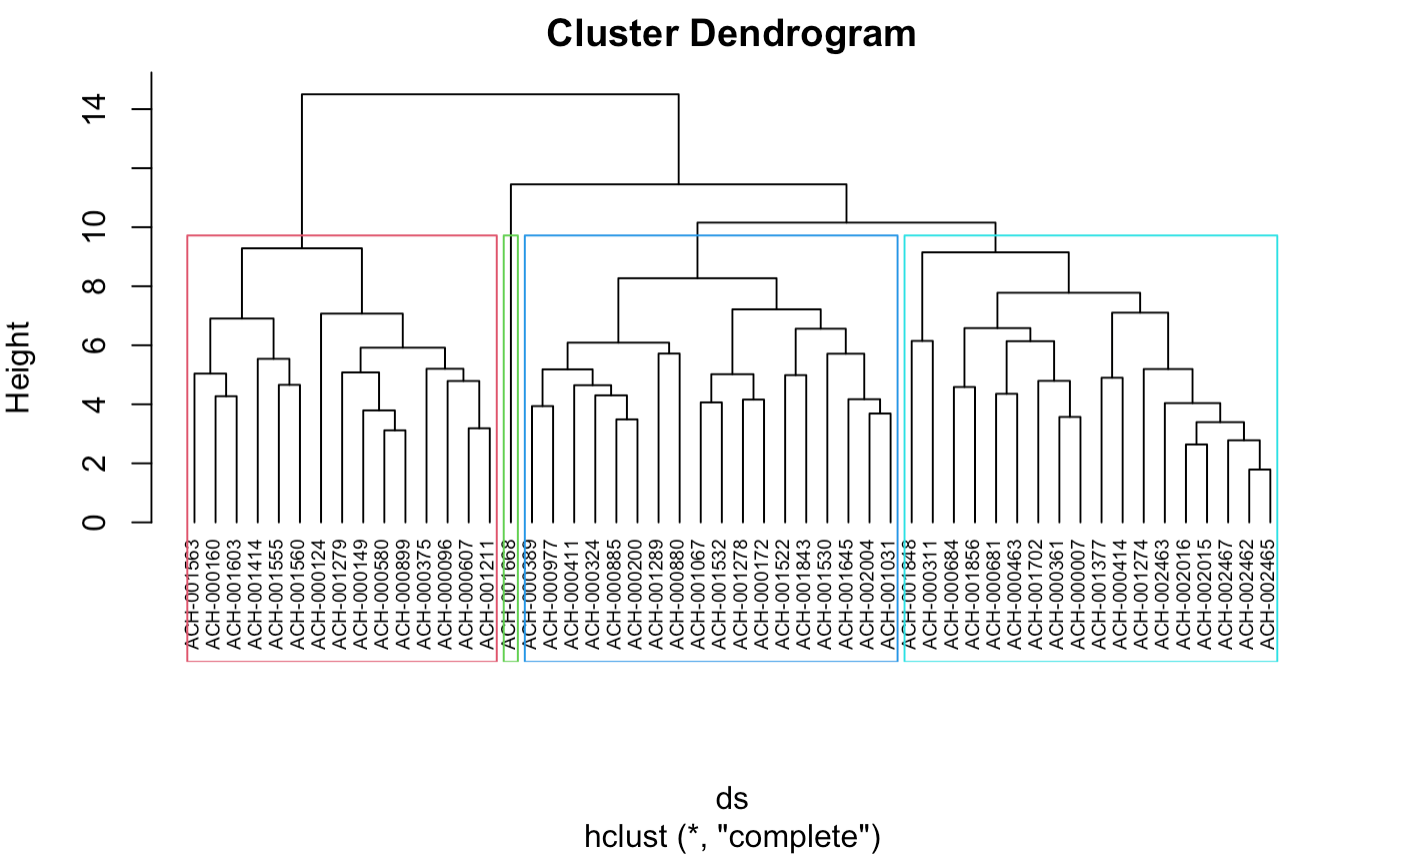 Cluster Dendrogram
Height
14
10
8
6
4
2
0
ACH-001563
ACH-000160
ACH-001603
ACH-001414
ACH-001555
ACH-001560
ACH-000124
ACH-001279
ACH-000149
ACH-000580
ACH-000899
ACH-000375
ACH-000096
ACH-000607
ACH-001211
ACH-001668
ACH-000389
ACH-000977
ACH-000411
ACH-000324
ACH-000885
ACH-000200
ACH-001289
ACH-000880
ACH-001067
ACH-001532
ACH-001278
ACH-000172
ACH-001522
ACH-001843
ACH-001530
ACH-001645
ACH-002004
ACH-001031
ACH-001848
ACH-000311
ACH-000684
ACH-001856
ACH-000681
ACH-000463
ACH-001702
ACH-000361
ACH-000007
ACH-001377
ACH-000414
ACH-001274
ACH-002463
ACH-002016
ACH-002015
ACH-002467
ACH-002462
ACH-002465
ds
hclust (*, "complete")